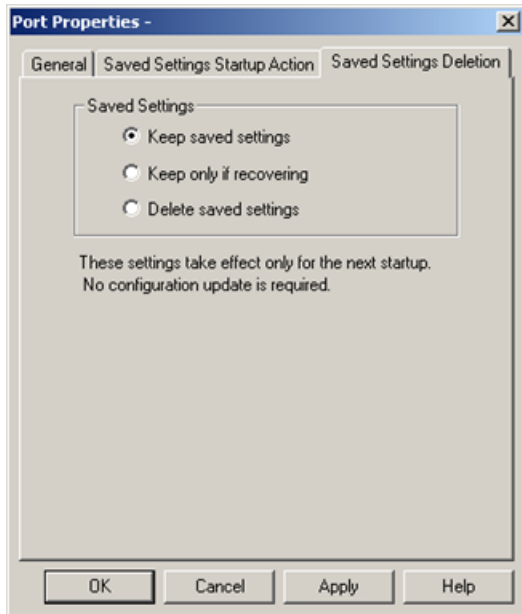 Port Properties -
General
Saved Settings Startup Action
Saved Settings Deletion
Saved Settings
Keep saved settings
Keep only if recovering
Delete saved settings
These settings take effect only for the next startup.
No configuration update is required.
OK
Cancel
Apply
Help